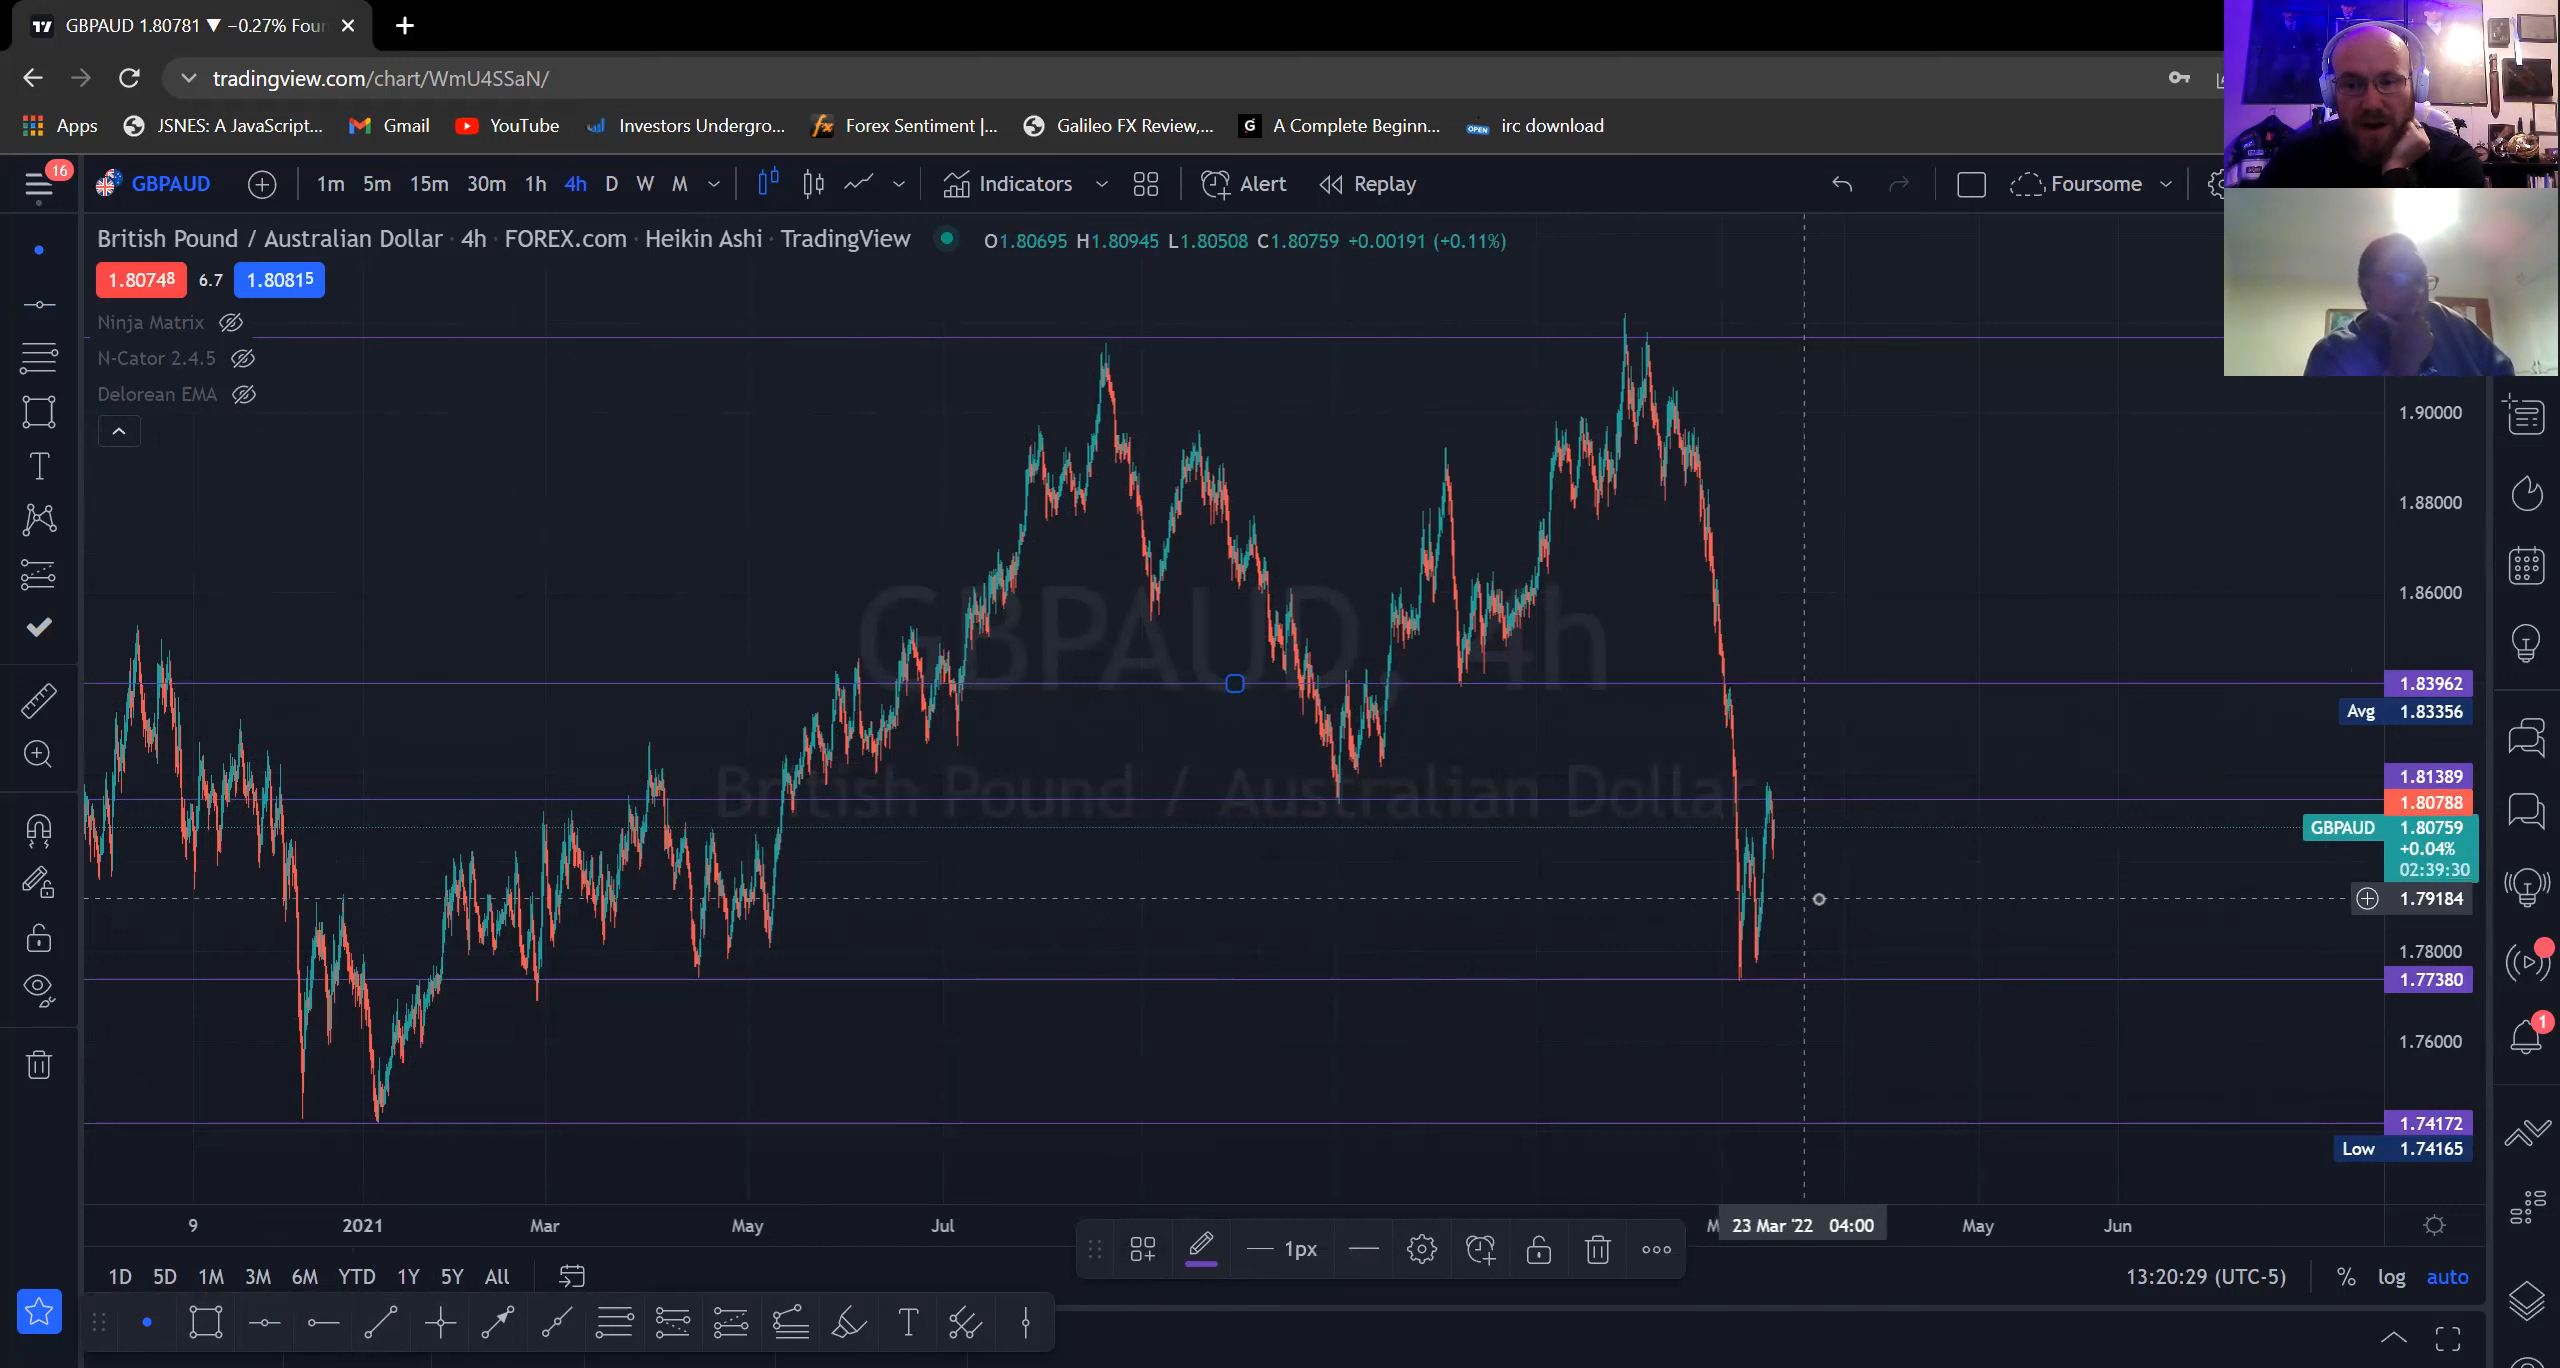 GBPAUD 1.80781 ▼ −0.27% Four
tradingview.com/chart/WmU4SSaN/
Apps JSNES: A JavaScript... Gmail YouTube Investors Undergro... Forex Sentiment |... Galileo FX Review,... A Complete Beginn... OPEN irc download
16 GBPAUD 1m 5m 15m 30m 1h 4h D W M Indicators Alert Replay Foursome
British Pound / Australian Dollar · 4h · FOREX.com · Heikin Ashi · TradingView O1.80695 H1.80945 L1.80508 C1.80759 +0.00191 (+0.11%)
1.80748 6.7 1.80815
Ninja Matrix
N-Cator 2.4.5
Delorean EMA
1.90000
1.88000
1.86000
GBPAUD, 4h
British Pound / Australian Dollar
1.83962
Avg 1.83356
1.81389
1.80788
GBPAUD 1.80759
+0.04%
02:39:30
1.79184
1.78000
1.77380
1
1.76000
1.74172
Low 1.74165
9 2021 Mar May Jul M 23 Mar '22 04:00 May Jun
1px
1D 5D 1M 3M 6M YTD 1Y 5Y All 13:20:29 (UTC-5) % log auto